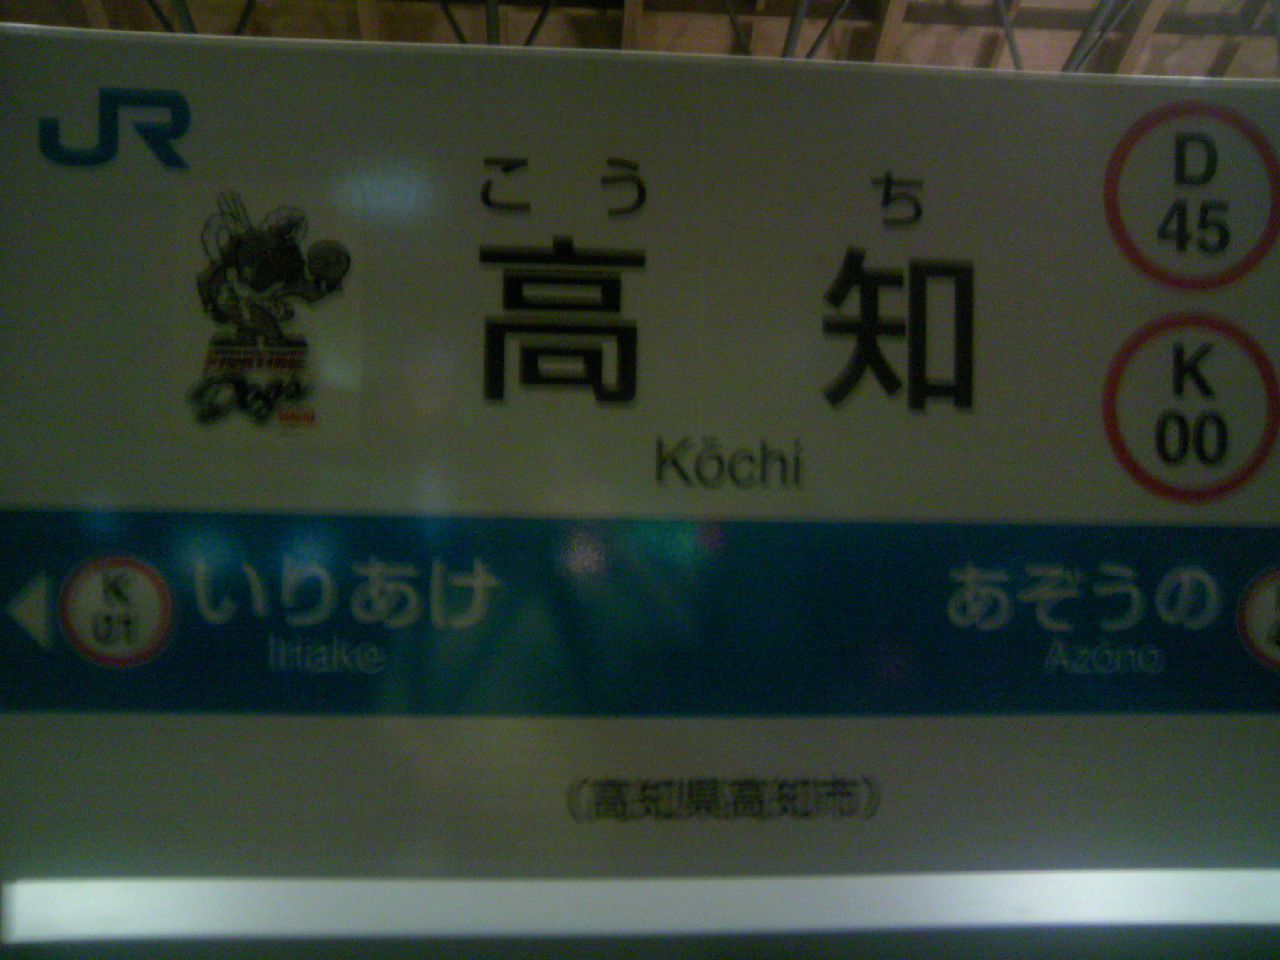 JR
こう ち
高 知
Kōchi
D
45
K
00
K
01
いりあけ
Iriake
あぞうの
Azōno
(高知県高知市)